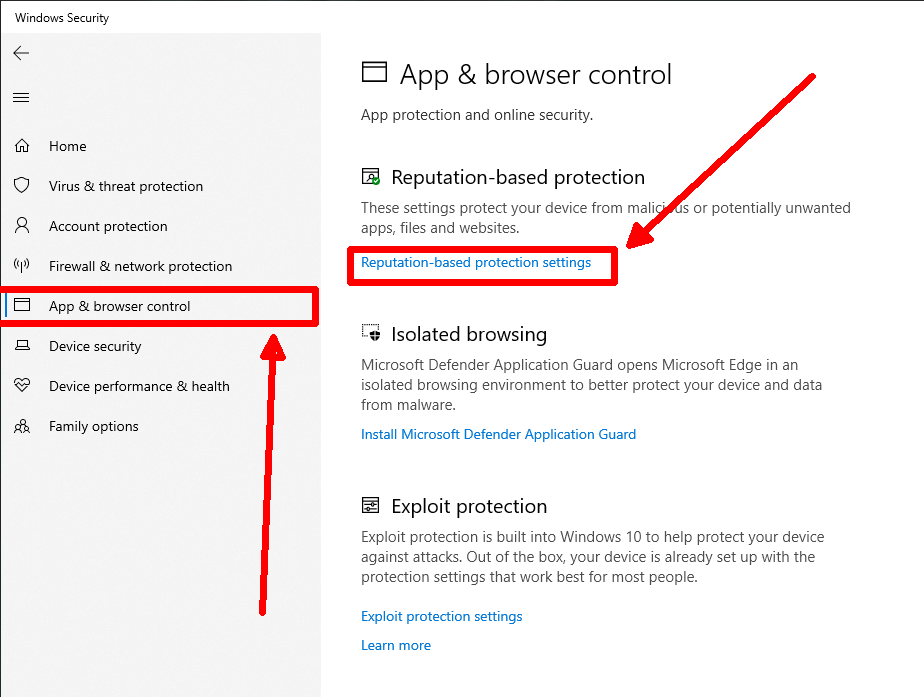 Windows Security
Home
Virus & threat protection
Account protection
Firewall & network protection
App & browser control
Device security
Device performance & health
Family options
App & browser control
App protection and online security.
Reputation-based protection
These settings protect your device from malicious or potentially unwanted
apps, files and websites.
Reputation-based protection settings
Isolated browsing
Microsoft Defender Application Guard opens Microsoft Edge in an
isolated browsing environment to better protect your device and data
from malware.
Install Microsoft Defender Application Guard
Exploit protection
Exploit protection is built into Windows 10 to help protect your device
against attacks. Out of the box, your device is already set up with the
protection settings that work best for most people.
Exploit protection settings
Learn more